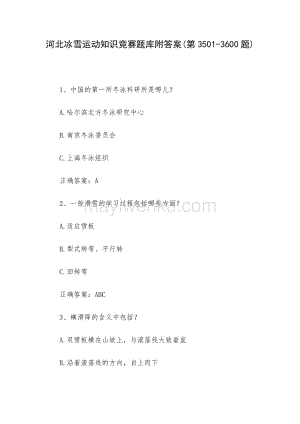 河北冰雪运动知识竞赛题库附答案(第 3501-3600 题)
1、中国的第一所冬泳科研所是哪儿?
A.哈尔滨北方冬泳研究所
B.南京冬泳委员会
C.上海冬泳组织
正确答案：A
2、一般滑雪的学习过程包括哪些方面?
A.适应雪板
B.犁式转弯、平行转
C.回转弯
正确答案：ABC
3、横滑降的含义中包括?
A.双雪板横在山坡上，与滚落线大致垂直
B.沿着滚落线的方向，自上而下